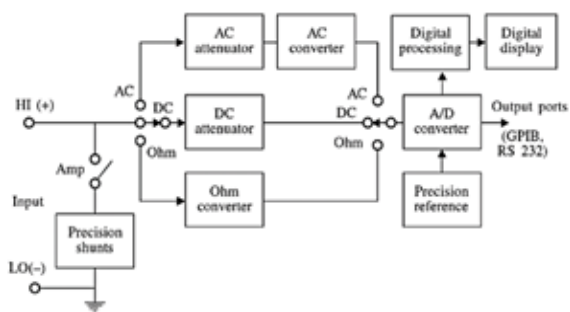 AC
attenuator
AC
converter
Digital
processing
Digital
display
AC
AC
HI (+)
DC
DC
attenuator
DC
A/D
converter
Output ports
(GPIB,
RS 232)
Ohm
Ohm
Amp
Input
Ohm
converter
Precision
reference
Precision
shunts
LO(−)